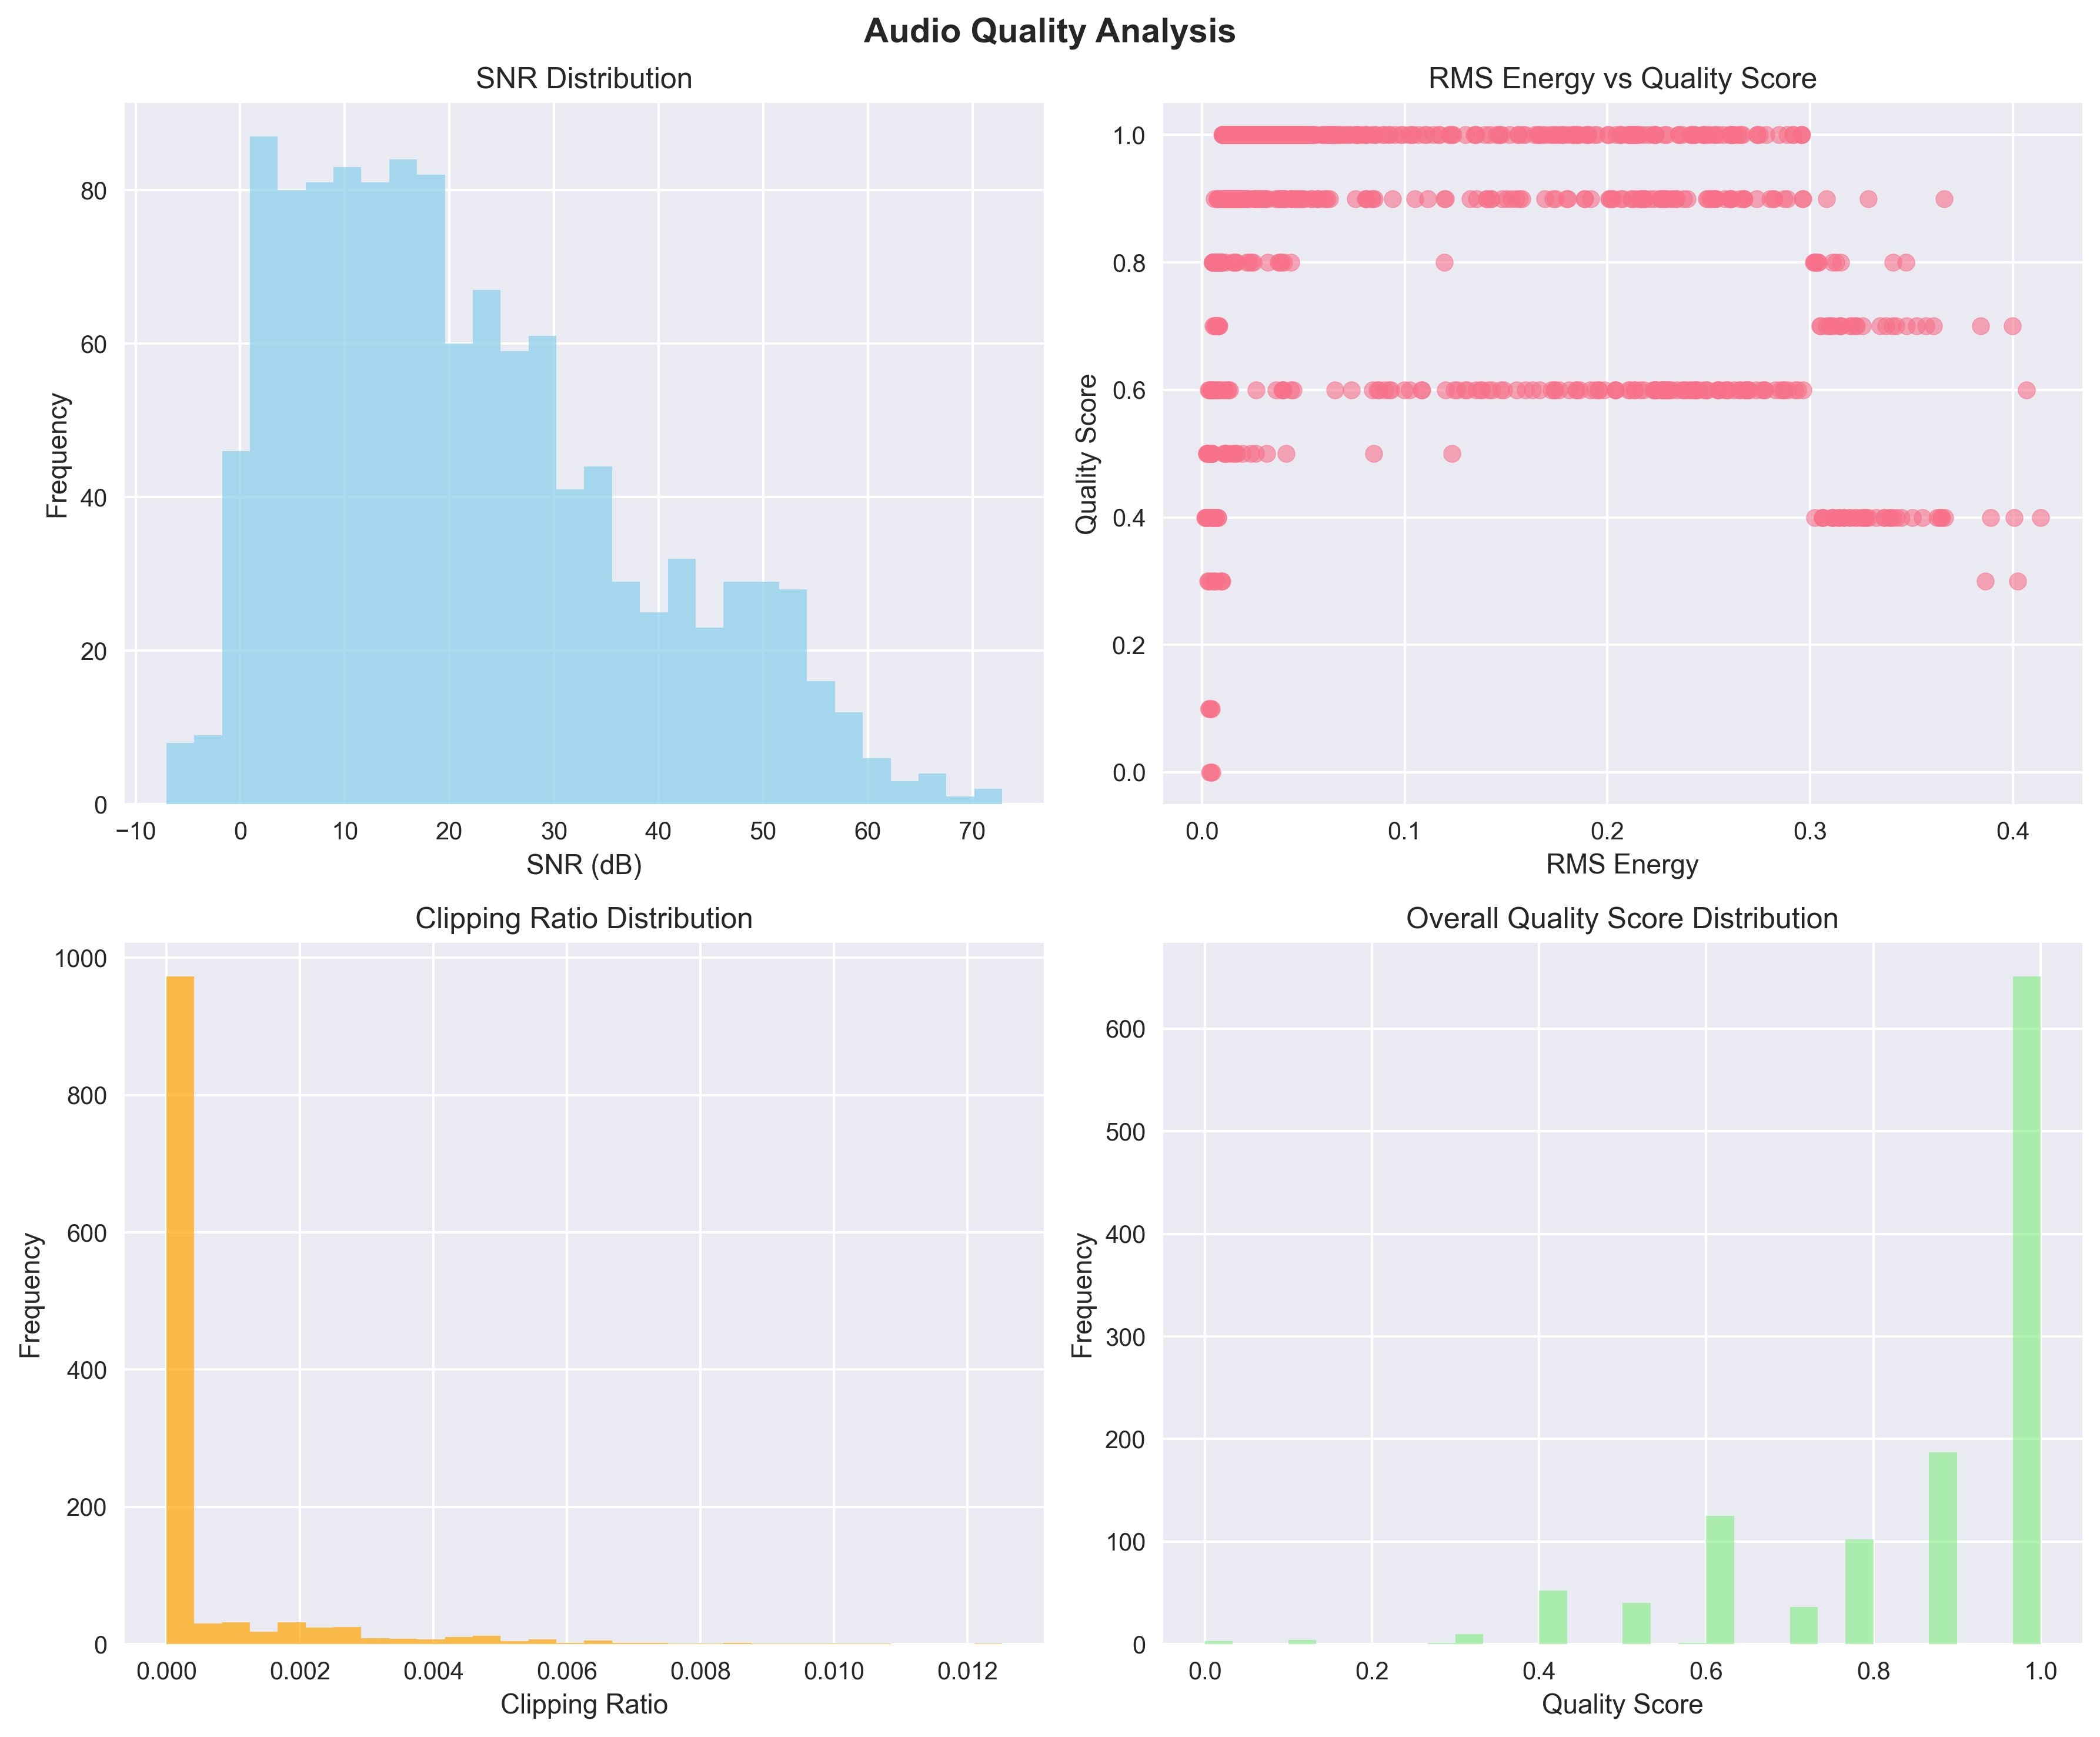 Audio Quality Analysis
SNR Distribution
Frequency
80
60
40
20
0
−10 0 10 20 30 40 50 60 70
SNR (dB)
RMS Energy vs Quality Score
Quality Score
1.0
0.8
0.6
0.4
0.2
0.0
0.0 0.1 0.2 0.3 0.4
RMS Energy
Clipping Ratio Distribution
Frequency
1000
800
600
400
200
0
0.000 0.002 0.004 0.006 0.008 0.010 0.012
Clipping Ratio
Overall Quality Score Distribution
Frequency
600
500
400
300
200
100
0
0.0 0.2 0.4 0.6 0.8 1.0
Quality Score